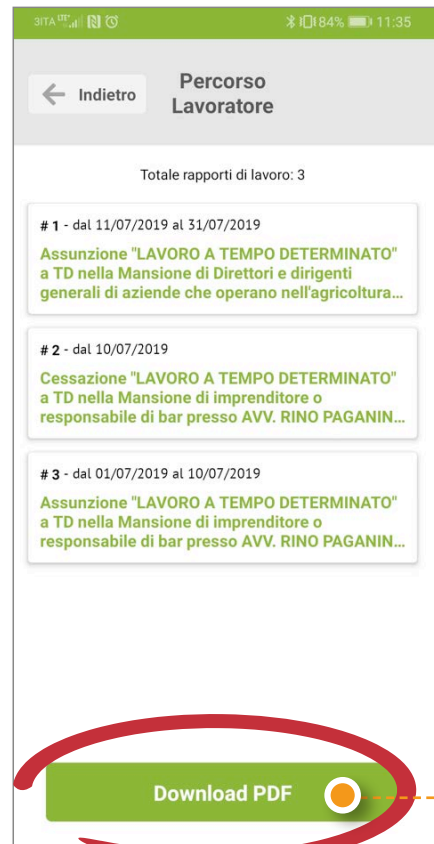 3ITA LTE 84% 11:35
Indietro
Percorso
Lavoratore
Totale rapporti di lavoro: 3
# 1 - dal 11/07/2019 al 31/07/2019
Assunzione "LAVORO A TEMPO DETERMINATO"
a TD nella Mansione di Direttori e dirigenti
generali di aziende che operano nell'agricoltura...
# 2 - dal 10/07/2019
Cessazione "LAVORO A TEMPO DETERMINATO"
a TD nella Mansione di imprenditore o
responsabile di bar presso AVV. RINO PAGANIN...
# 3 - dal 01/07/2019 al 10/07/2019
Assunzione "LAVORO A TEMPO DETERMINATO"
a TD nella Mansione di imprenditore o
responsabile di bar presso AVV. RINO PAGANIN...
Download PDF